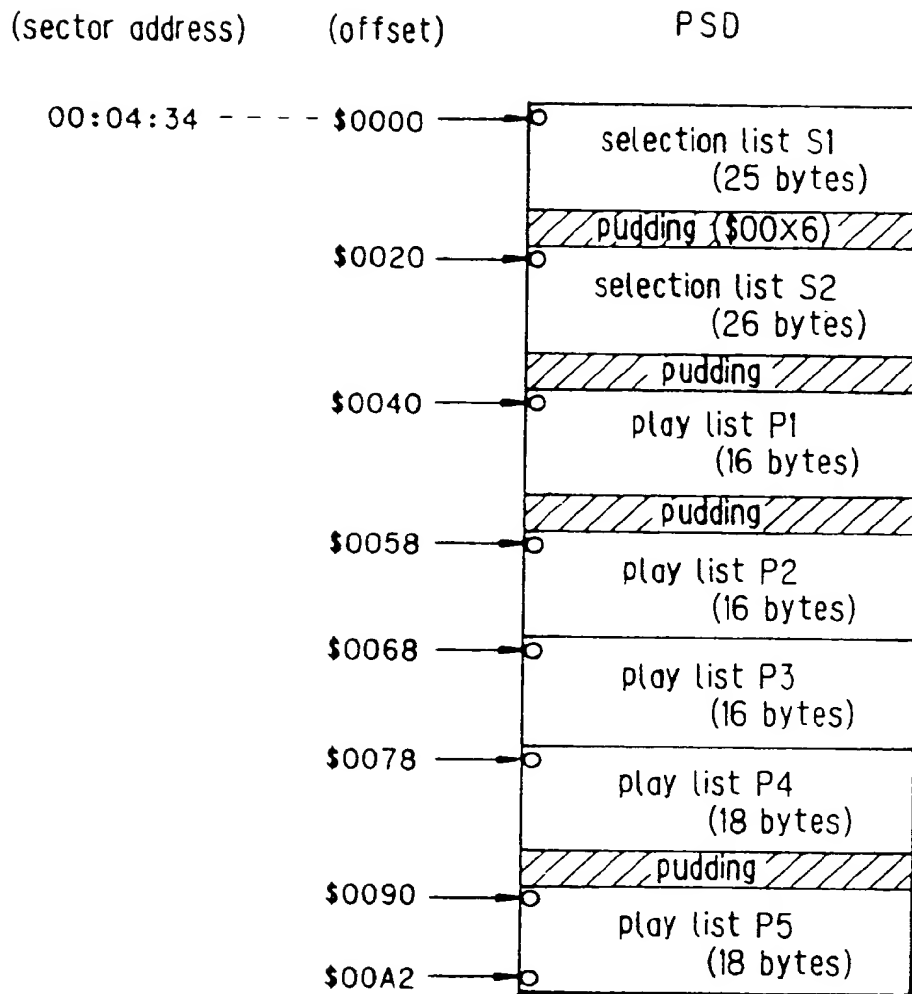 (sector address) (offset) PSD
00:04:34 - - - - $0000
selection list S1
(25 bytes)
pudding ($00X6)
$0020
selection list S2
(26 bytes)
pudding
$0040
play list P1
(16 bytes)
pudding
$0058
play list P2
(16 bytes)
$0068
play list P3
(16 bytes)
$0078
play list P4
(18 bytes)
pudding
$0090
play list P5
(18 bytes)
$00A2